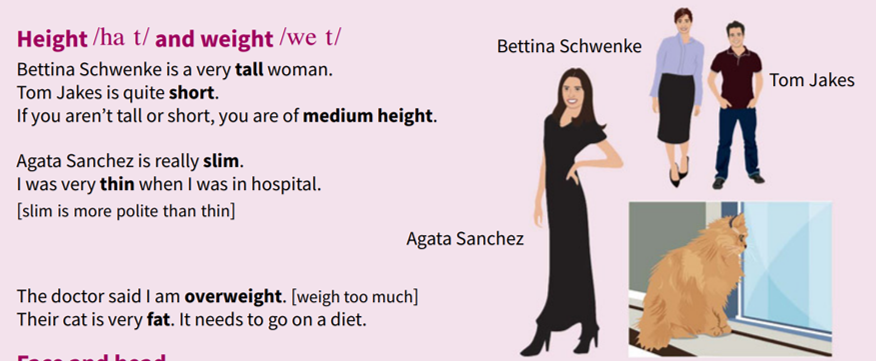 Height /ha t/ and weight /we t/
Bettina Schwenke is a very tall woman.
Tom Jakes is quite short.
If you aren't tall or short, you are of medium height.
Agata Sanchez is really slim.
I was very thin when I was in hospital.
[slim is more polite than thin]
The doctor said I am overweight. [weigh too much]
Their cat is very fat. It needs to go on a diet.
Bettina Schwenke
Tom Jakes
Agata Sanchez
Face and head